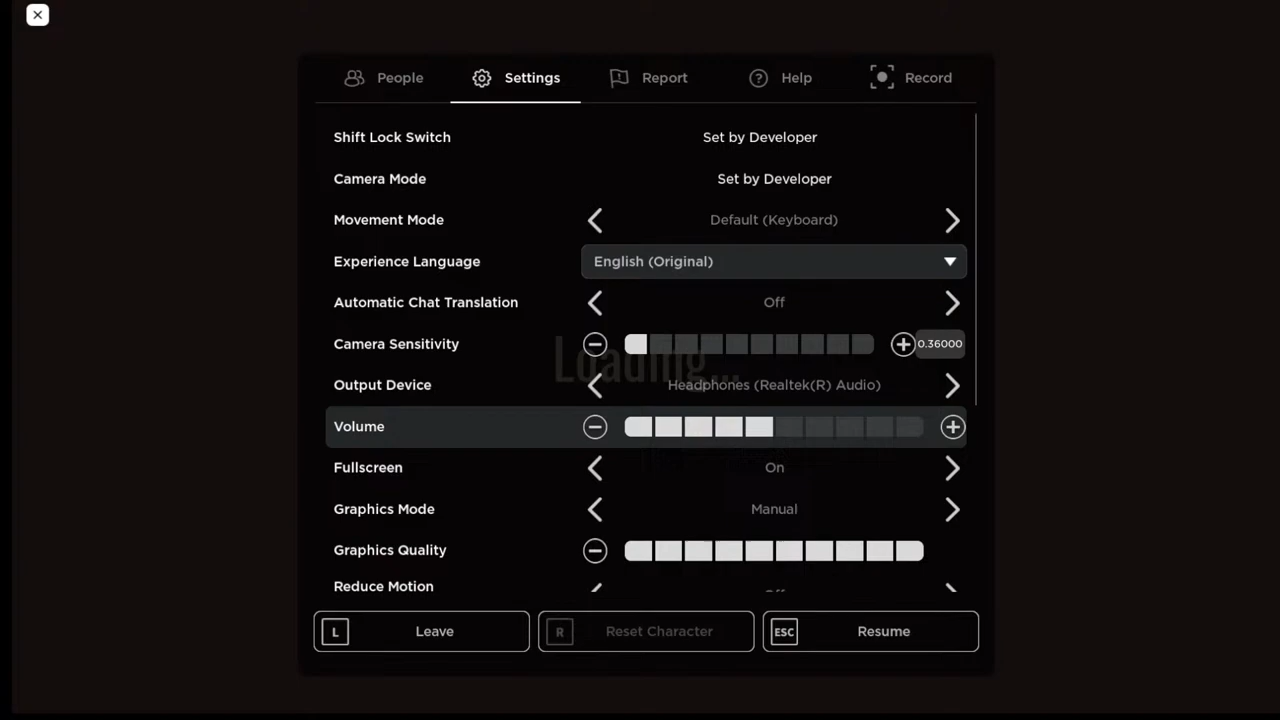 People Settings Report Help Record
Shift Lock Switch Set by Developer
Camera Mode Set by Developer
Movement Mode Default (Keyboard)
Experience Language English (Original)
Automatic Chat Translation Off
Camera Sensitivity 0.36000
Loading...
Output Device Headphones (Realtek(R) Audio)
Volume
Fullscreen On
Graphics Mode Manual
Graphics Quality
Reduce Motion Off
L Leave R Reset Character ESC Resume